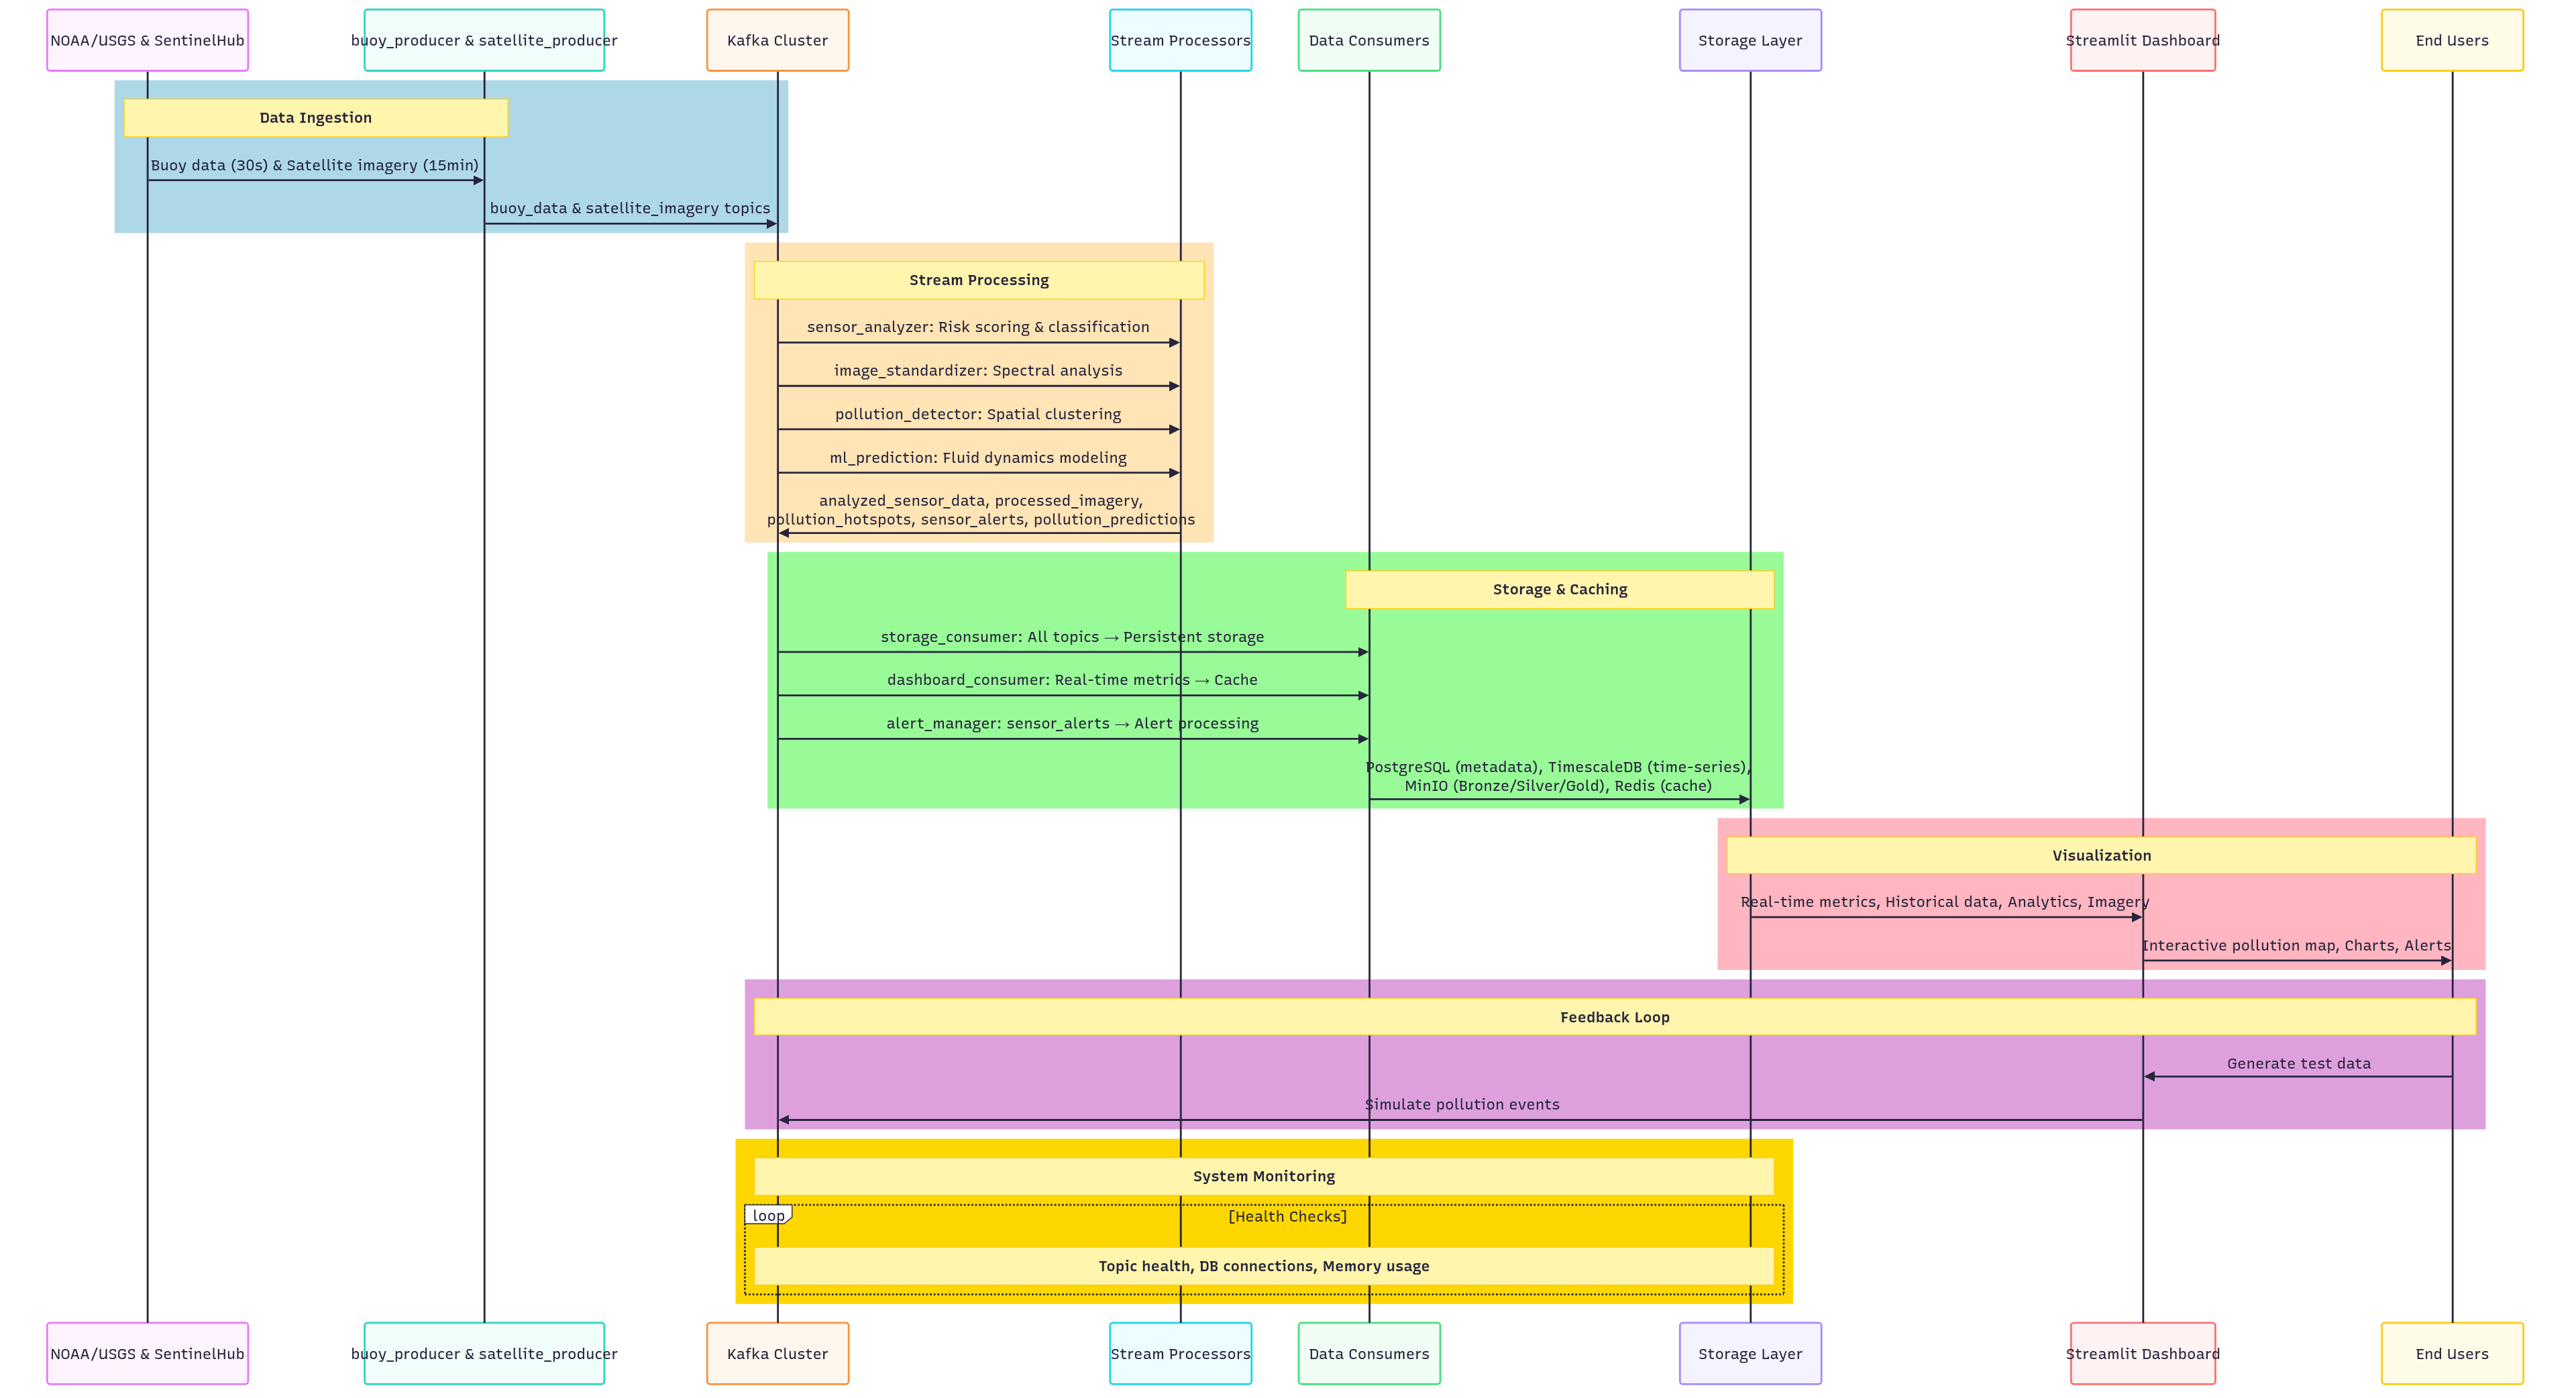 NOAA/USGS & SentinelHub
buoy_producer & satellite_producer
Kafka Cluster
Stream Processors
Data Consumers
Storage Layer
Streamlit Dashboard
End Users
Data Ingestion
Buoy data (30s) & Satellite imagery (15min)
buoy_data & satellite_imagery topics
Stream Processing
sensor_analyzer: Risk scoring & classification
image_standardizer: Spectral analysis
pollution_detector: Spatial clustering
ml_prediction: Fluid dynamics modeling
analyzed_sensor_data, processed_imagery,
pollution_hotspots, sensor_alerts, pollution_predictions
Storage & Caching
storage_consumer: All topics → Persistent storage
dashboard_consumer: Real-time metrics → Cache
alert_manager: sensor_alerts → Alert processing
PostgreSQL (metadata), TimescaleDB (time-series),
MinIO (Bronze/Silver/Gold), Redis (cache)
Visualization
Real-time metrics, Historical data, Analytics, Imagery
Interactive pollution map, Charts, Alerts
Feedback Loop
Generate test data
Simulate pollution events
System Monitoring
loop
[Health Checks]
Topic health, DB connections, Memory usage
NOAA/USGS & SentinelHub
buoy_producer & satellite_producer
Kafka Cluster
Stream Processors
Data Consumers
Storage Layer
Streamlit Dashboard
End Users